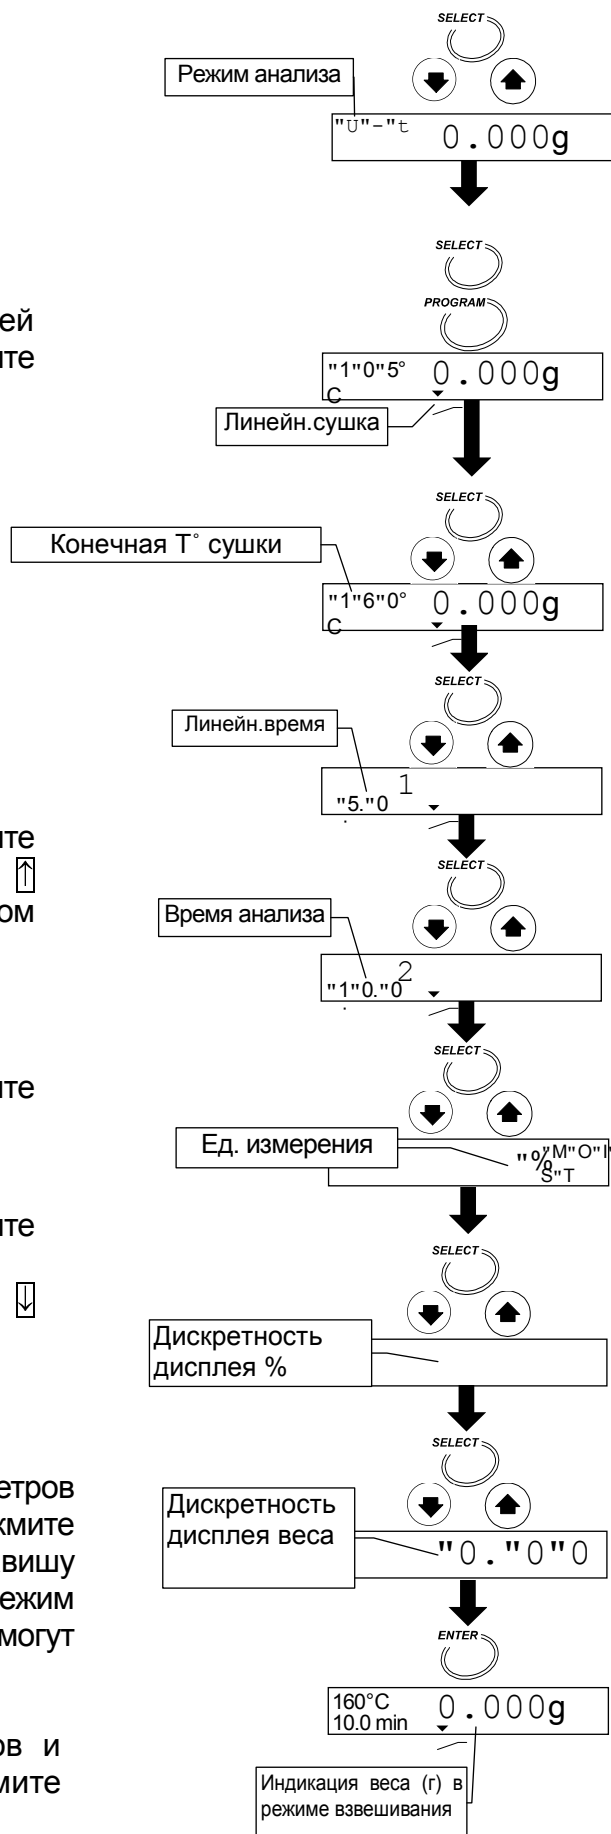 SELECT
Режим анализа
"U"-"t 0.000g
SELECT
PROGRAM
ей
ите
"1"0"5° 0.000g
C
Линейн.сушка
SELECT
Конечная T° сушки
"1"6"0° 0.000g
C
SELECT
Линейн.время
1
"5."0
ите
↑
SELECT
ом
Время анализа
2
"1"0."0
SELECT
ите
Ед. измерения
"% "M"O"I"
S"T
ите
SELECT
↓
Дискретность
дисплея %
SELECT
етров
жмите
вишу
ежим
могут
Дискретность
дисплея веса
"0."0"0
ENTER
160°C 0.000g
10.0 min
ов и
мите
Индикация веса (г) в
режиме взвешивания